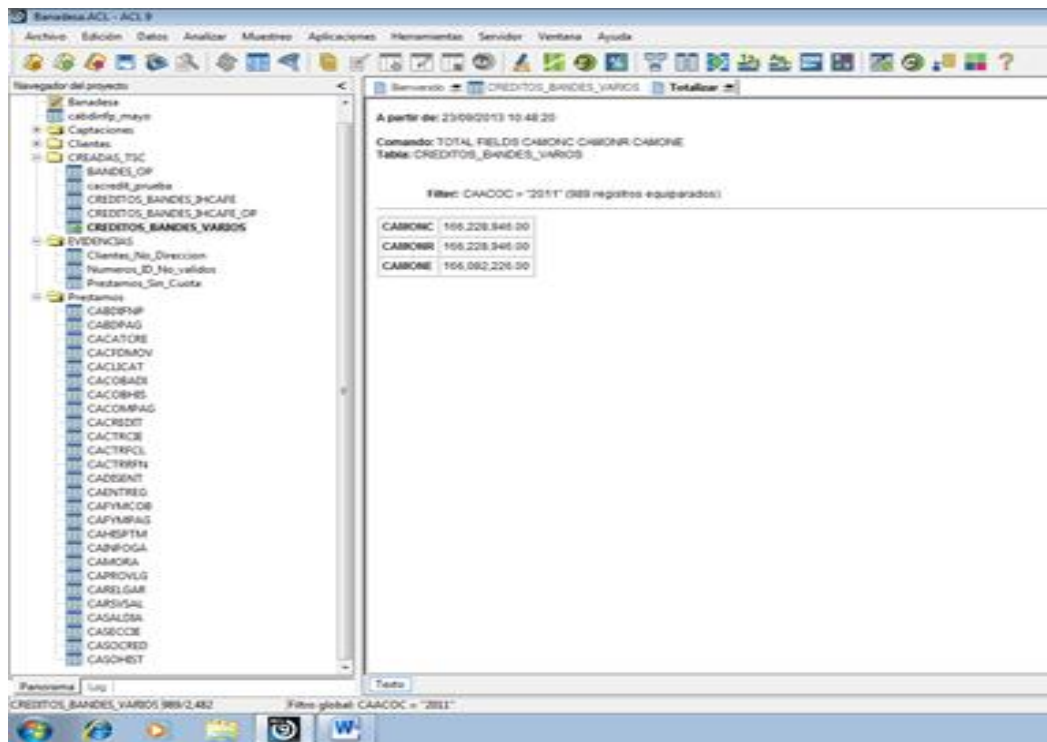 Banadesa.ACL - ACL 9
Archivo Edición Datos Analizar Muestreo Aplicaciones Herramientas Servidor Ventana Ayuda
Navegador del proyecto
Banadesa
cabdinfp_mayo
Captaciones
Clientes
CREADAS_TSC
BANDES_OP
cacredit_prueba
CREDITOS_BANDES_IHCAFE
CREDITOS_BANDES_IHCAFE_OP
CREDITOS_BANDES_VARIOS
EVIDENCIAS
Clientes_No_Direccion
Numeros_ID_No_validos
Prestamos_Sin_Cuota
Prestamos
CABDIFNP
CABDPAG
CACATCRE
CACFDMOV
CACLICAT
CACOBADI
CACOBHIS
CACOMPAG
CACREDIT
CACTRCIE
CACTRFCL
CACTRRFN
CADISENT
CAENTREG
CAFYMCOB
CAFYMPAG
CAHISPTM
CAINFOGA
CAMORA
CAPROVLG
CARELGAR
CARSVSAL
CASALDIA
CASECCIE
CASOCRED
CASOHIST
Panorama Log
Bienvenido CREDITOS_BANDES_VARIOS Totalizar
A partir de: 23/09/2013 10:48:20
Comando: TOTAL FIELDS CAMONC CAMONR CAMONE
Tabla: CREDITOS_BANDES_VARIOS
Filter: CAACOC = "2011" (989 registros equiparados)
CAMONC 166,228,946.00
CAMONR 166,228,946.00
CAMONE 166,082,226.00
Texto
CREDITOS_BANDES_VARIOS 989/2,482 Filtro global: CAACOC = "2011"